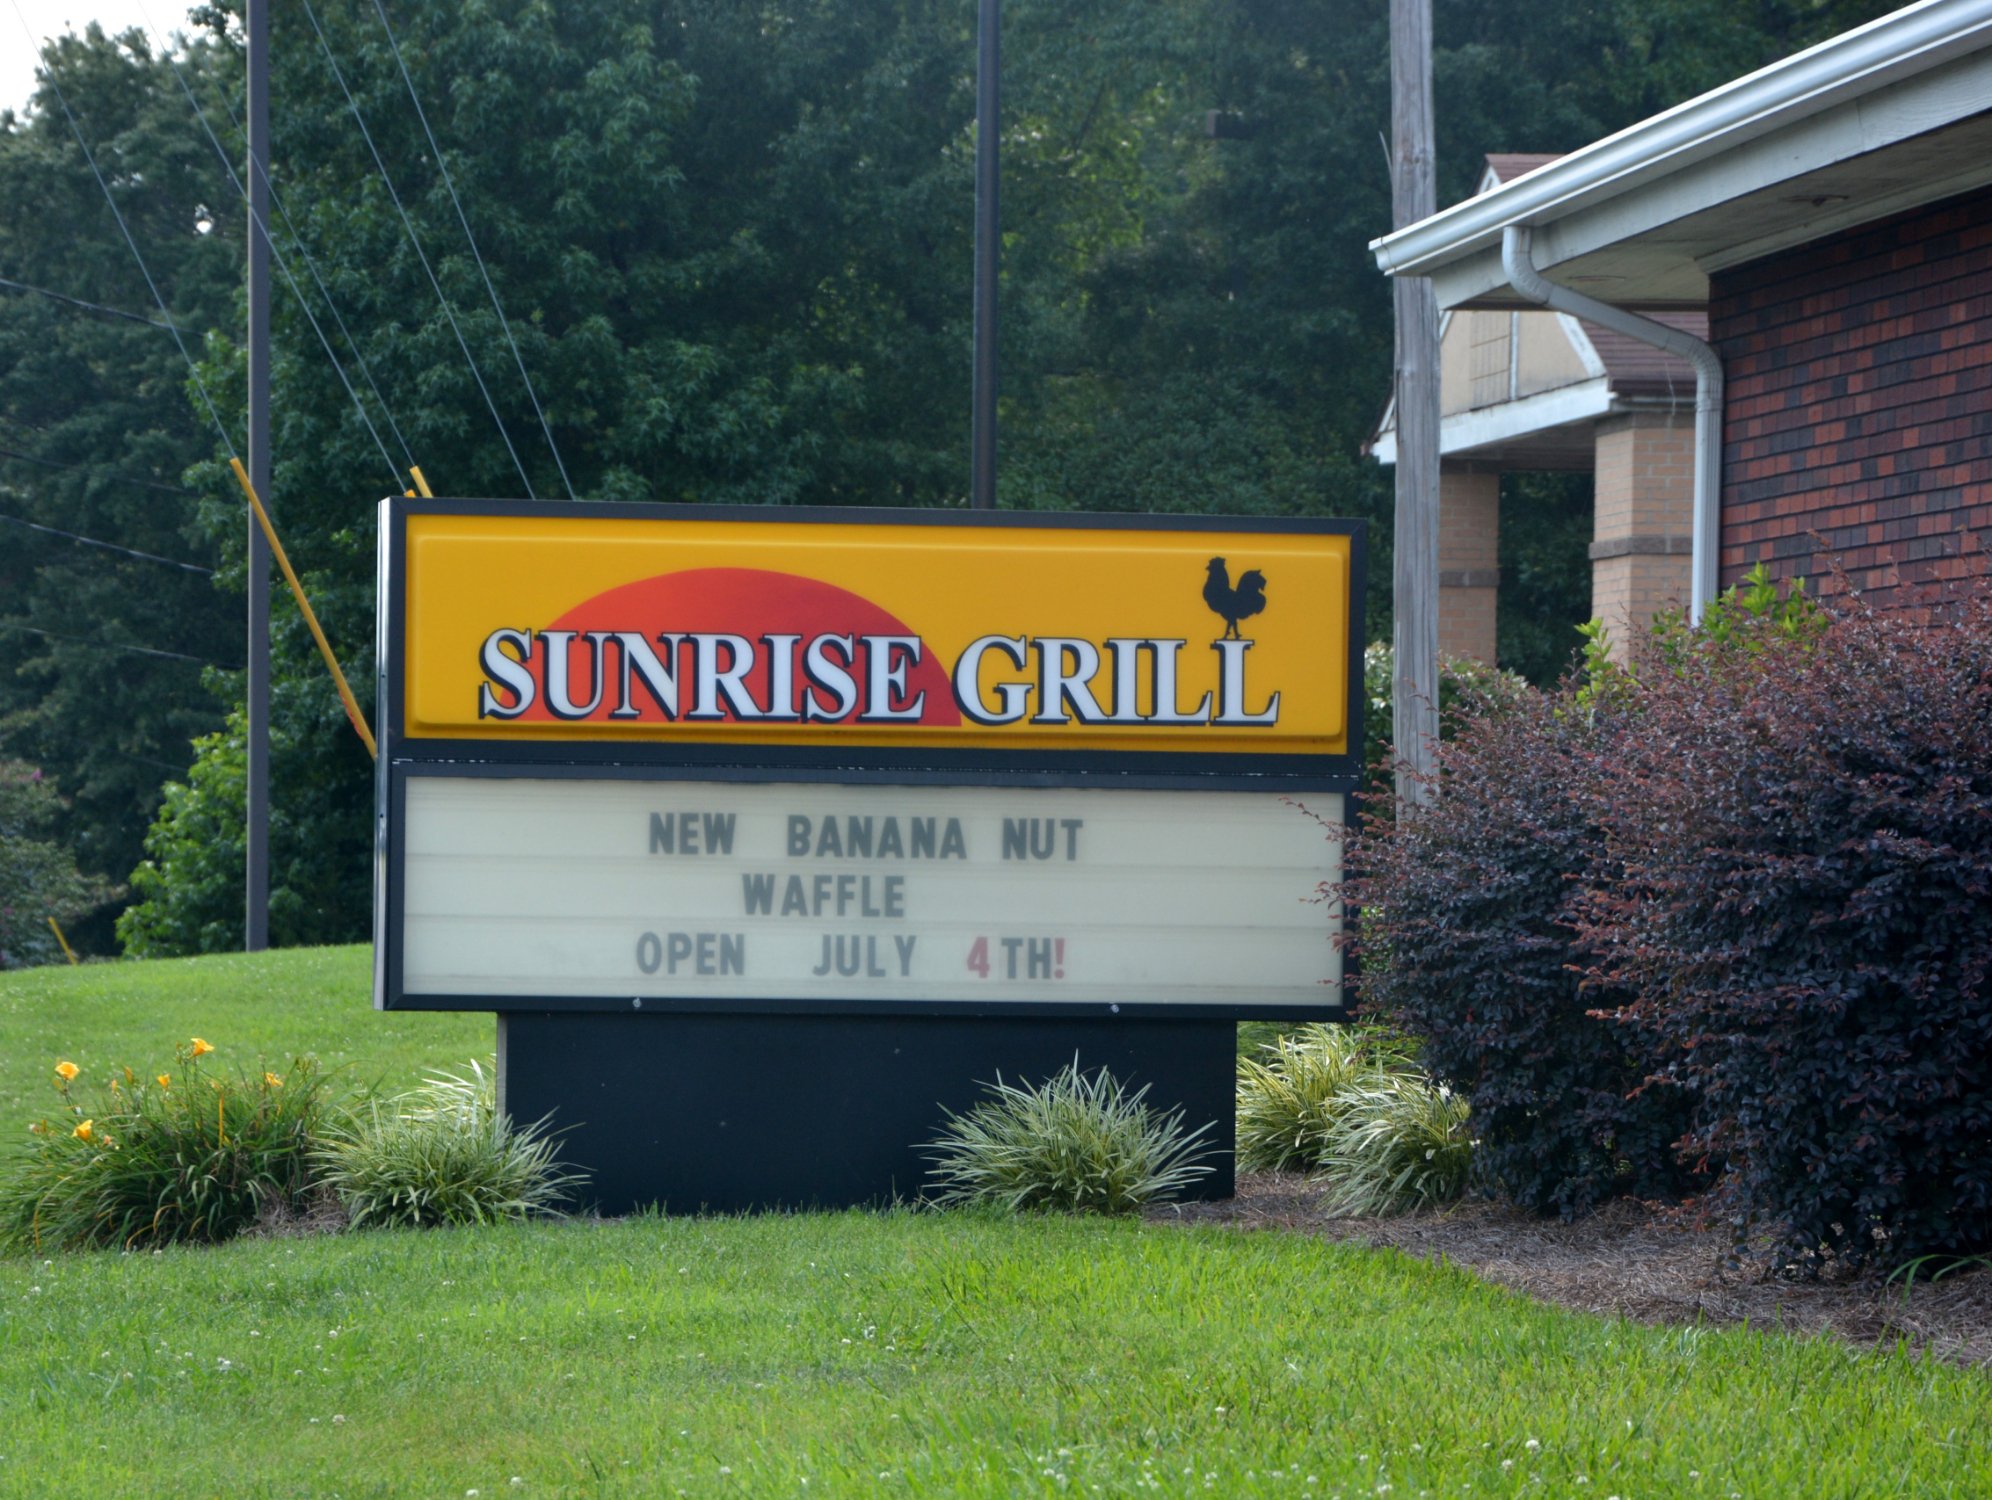 SUNRISE GRILL
NEW BANANA NUT
WAFFLE
OPEN JULY 4TH!